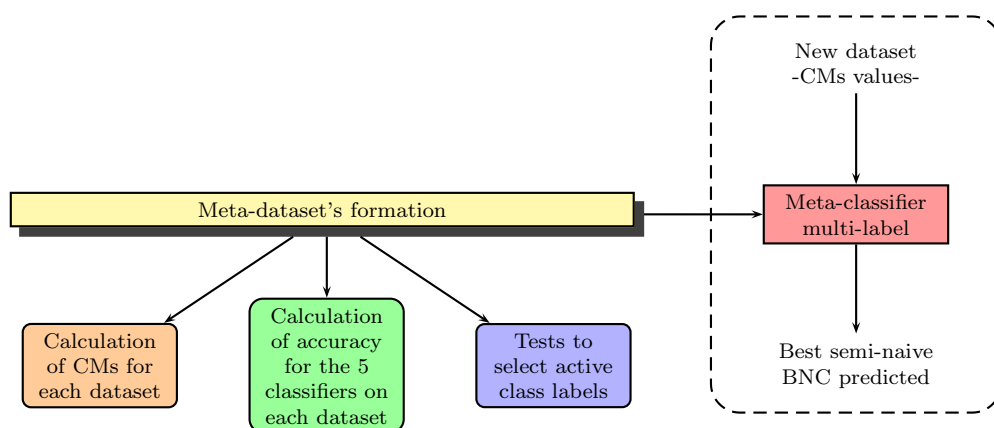 New dataset
-CMs values-
Meta-dataset's formation
Meta-classifier
multi-label
Calculation
of CMs for
each dataset
Calculation
of accuracy
for the 5
classifiers on
each dataset
Tests to
select active
class labels
Best semi-naive
BNC predicted